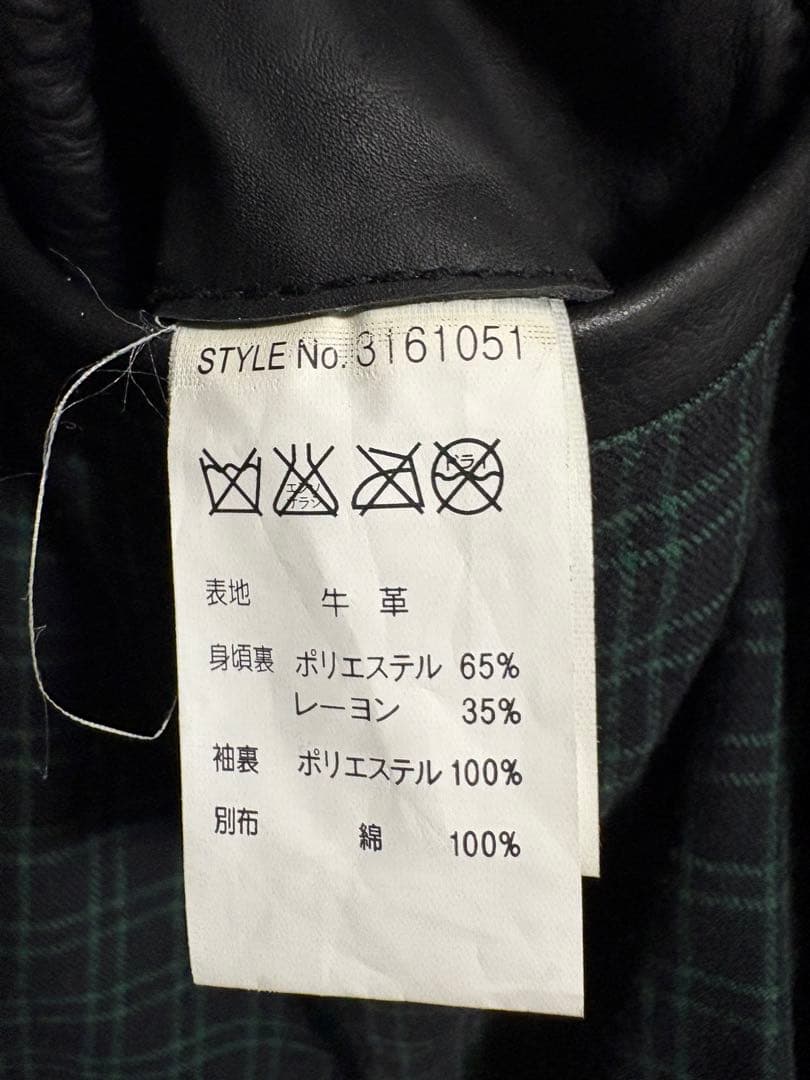 STYLE No. 3161051
エンソ
サラシ
ドライ
表地 牛 革
身頃裏 ポリエステル 65%
レーヨン 35%
袖裏 ポリエステル 100%
別布 綿 100%